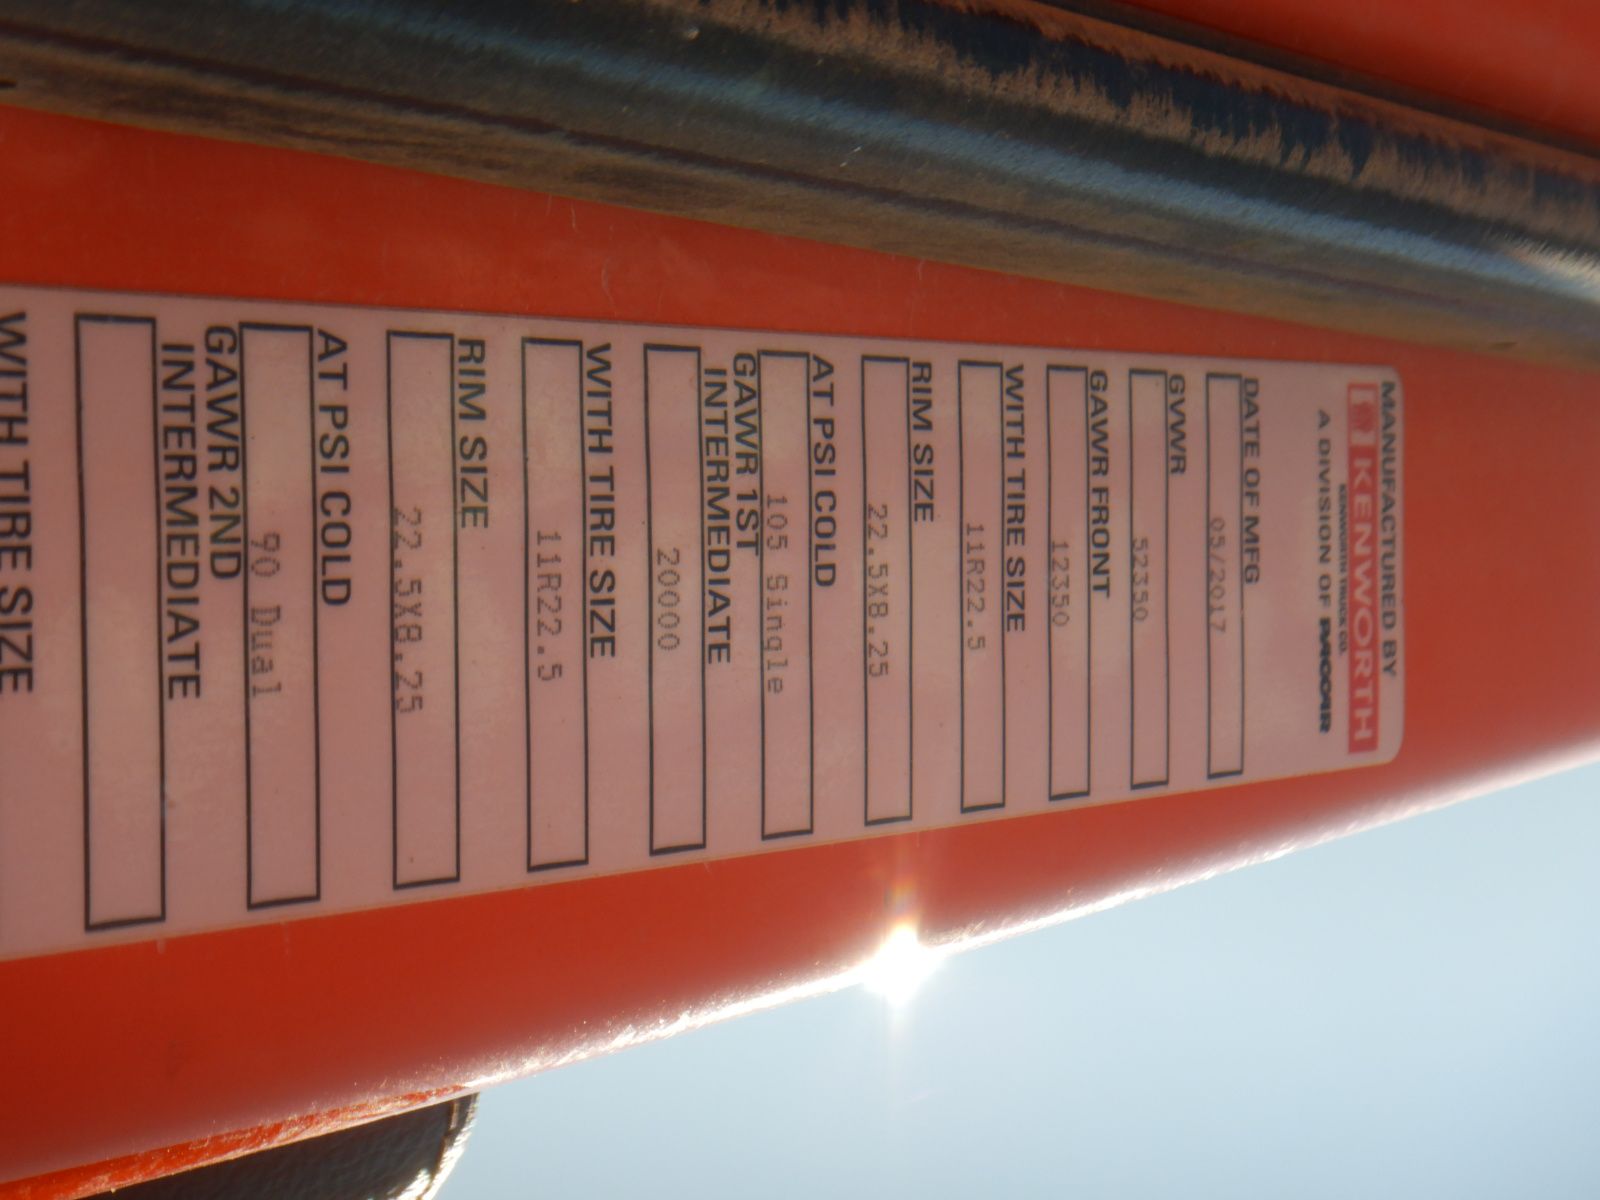 MANUFACTURED BY
KENWORTH
KENWORTH TRUCK CO.
A DIVISION OF PACCAR
DATE OF MFG
05/2017
GVWR
52350
GAWR FRONT
12350
WITH TIRE SIZE
11R22.5
RIM SIZE
22.5X8.25
AT PSI COLD
105 Single
GAWR 1ST
INTERMEDIATE
20000
WITH TIRE SIZE
11R22.5
RIM SIZE
22.5X8.25
AT PSI COLD
90 Dual
GAWR 2ND
INTERMEDIATE
WITH TIRE SIZE